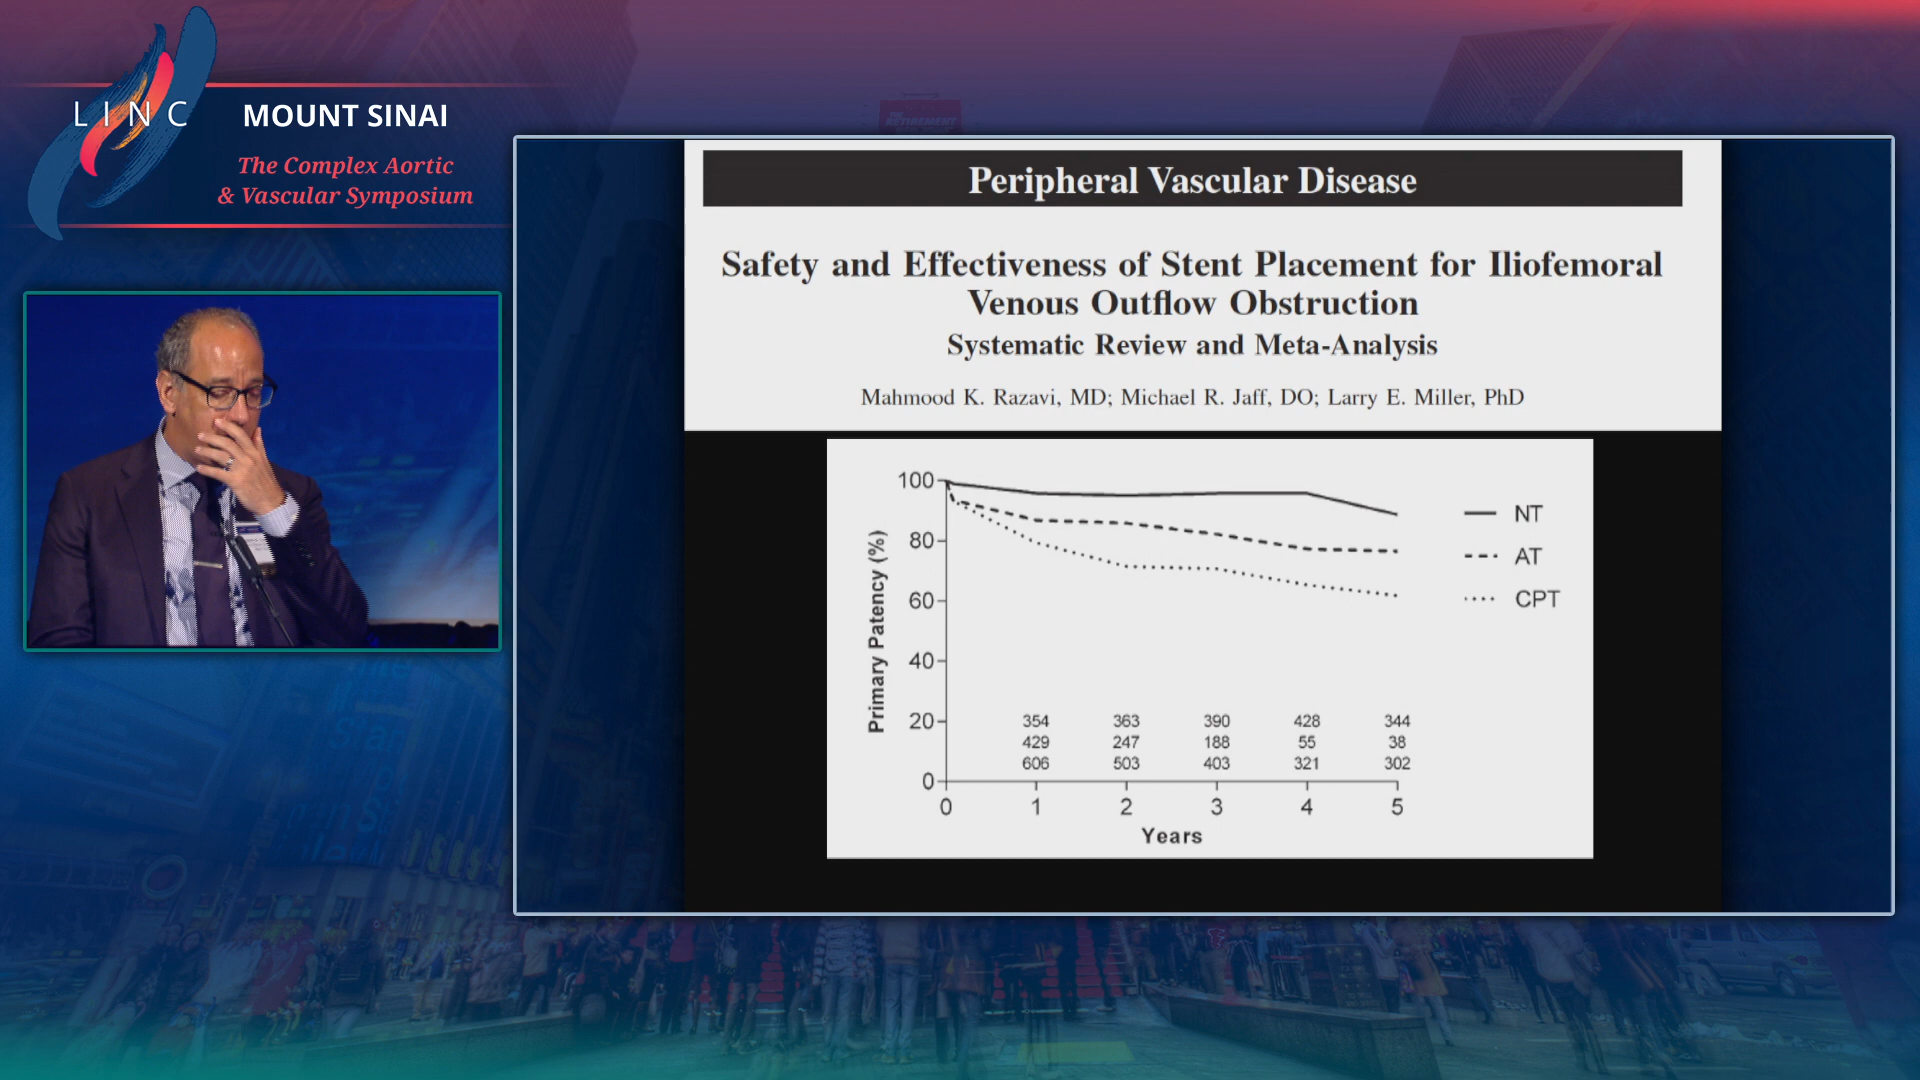 LINC
MOUNT SINAI
The Complex Aortic
& Vascular Symposium
Peripheral Vascular Disease
Safety and Effectiveness of Stent Placement for Iliofemoral
Venous Outflow Obstruction
Systematic Review and Meta-Analysis
Mahmood K. Razavi, MD; Michael R. Jaff, DO; Larry E. Miller, PhD
Primary Patency (%)
100
80
60
40
20
0
NT
AT
CPT
354 363 390 428 344
429 247 188 55 38
606 503 403 321 302
0 1 2 3 4 5
Years